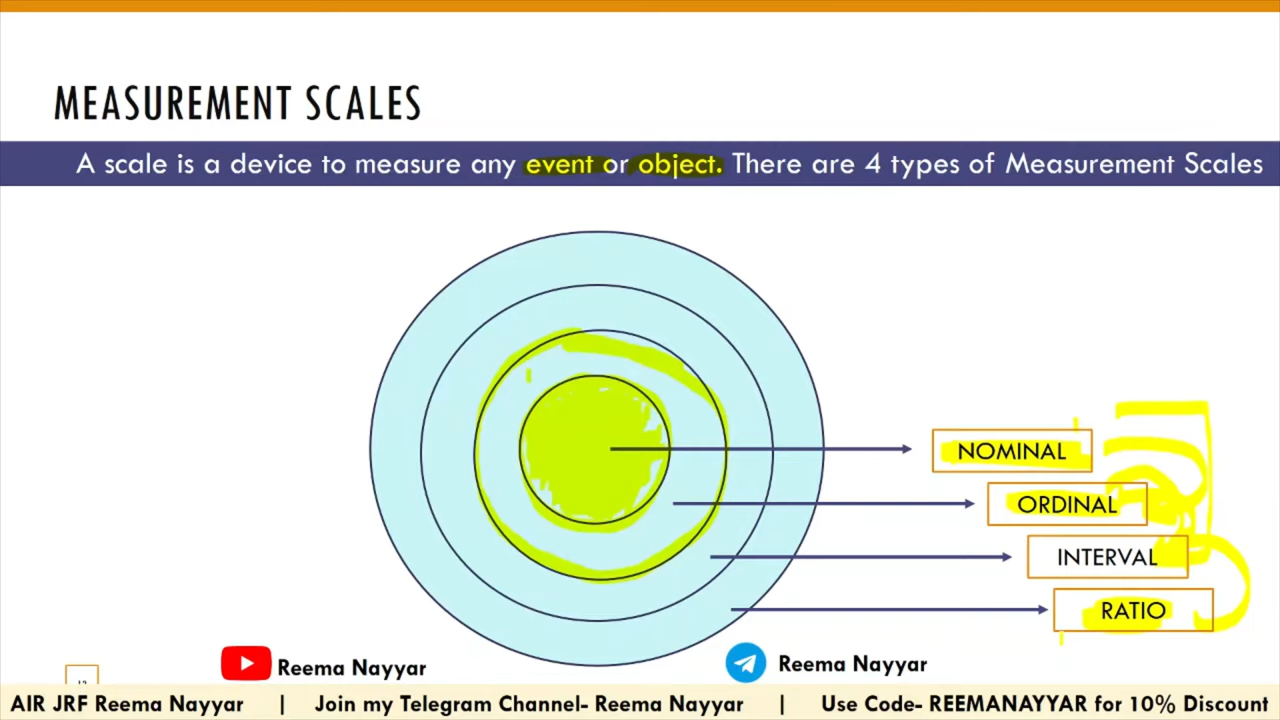 MEASUREMENT SCALES
A scale is a device to measure any event or object. There are 4 types of Measurement Scales
NOMINAL
ORDINAL
INTERVAL
RATIO
Reema Nayyar
Reema Nayyar
AIR JRF Reema Nayyar | Join my Telegram Channel- Reema Nayyar | Use Code- REEMANAYYAR for 10% Discount